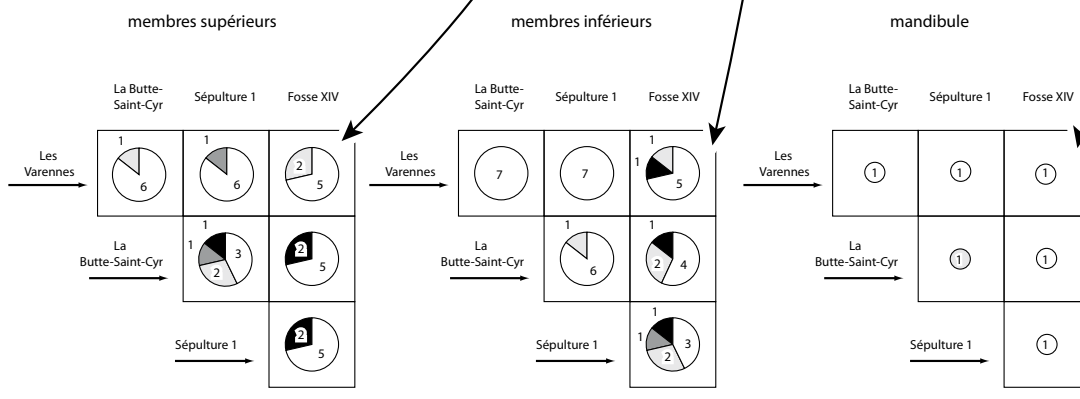 membres supérieurs
membres inférieurs
mandibule
La Butte-
Saint-Cyr
Sépulture 1
Fosse XIV
La Butte-
Saint-Cyr
Sépulture 1
Fosse XIV
La Butte-
Saint-Cyr
Sépulture 1
Fosse XIV
Les
Varennes
1
6
1
6
2
5
Les
Varennes
7
7
1
1
5
Les
Varennes
1
1
1
La
Butte-Saint-Cyr
1
1
3
2
2
5
La
Butte-Saint-Cyr
1
6
1
2
4
La
Butte-Saint-Cyr
1
1
Sépulture 1
2
5
Sépulture 1
1
1
3
2
Sépulture 1
1